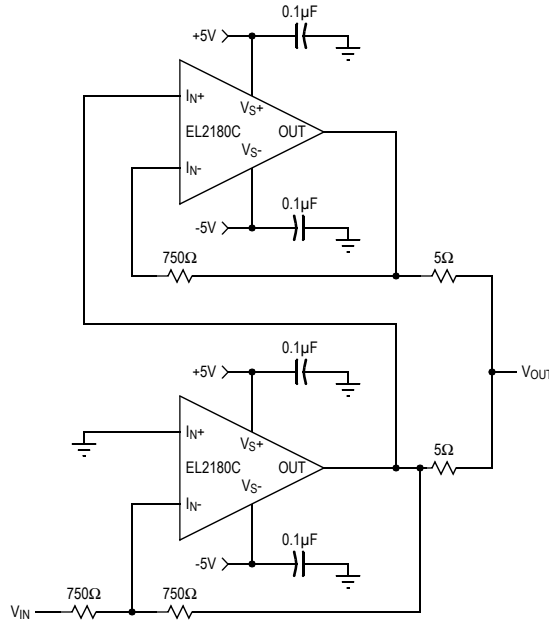 0.1µF
+5V
IN+
VS+
EL2180C OUT
VS-
IN-
0.1µF
-5V
750Ω 5Ω
0.1µF
+5V
VOUT
IN+
VS+
5Ω
EL2180C OUT
VS-
IN-
0.1µF
-5V
750Ω 750Ω
VIN